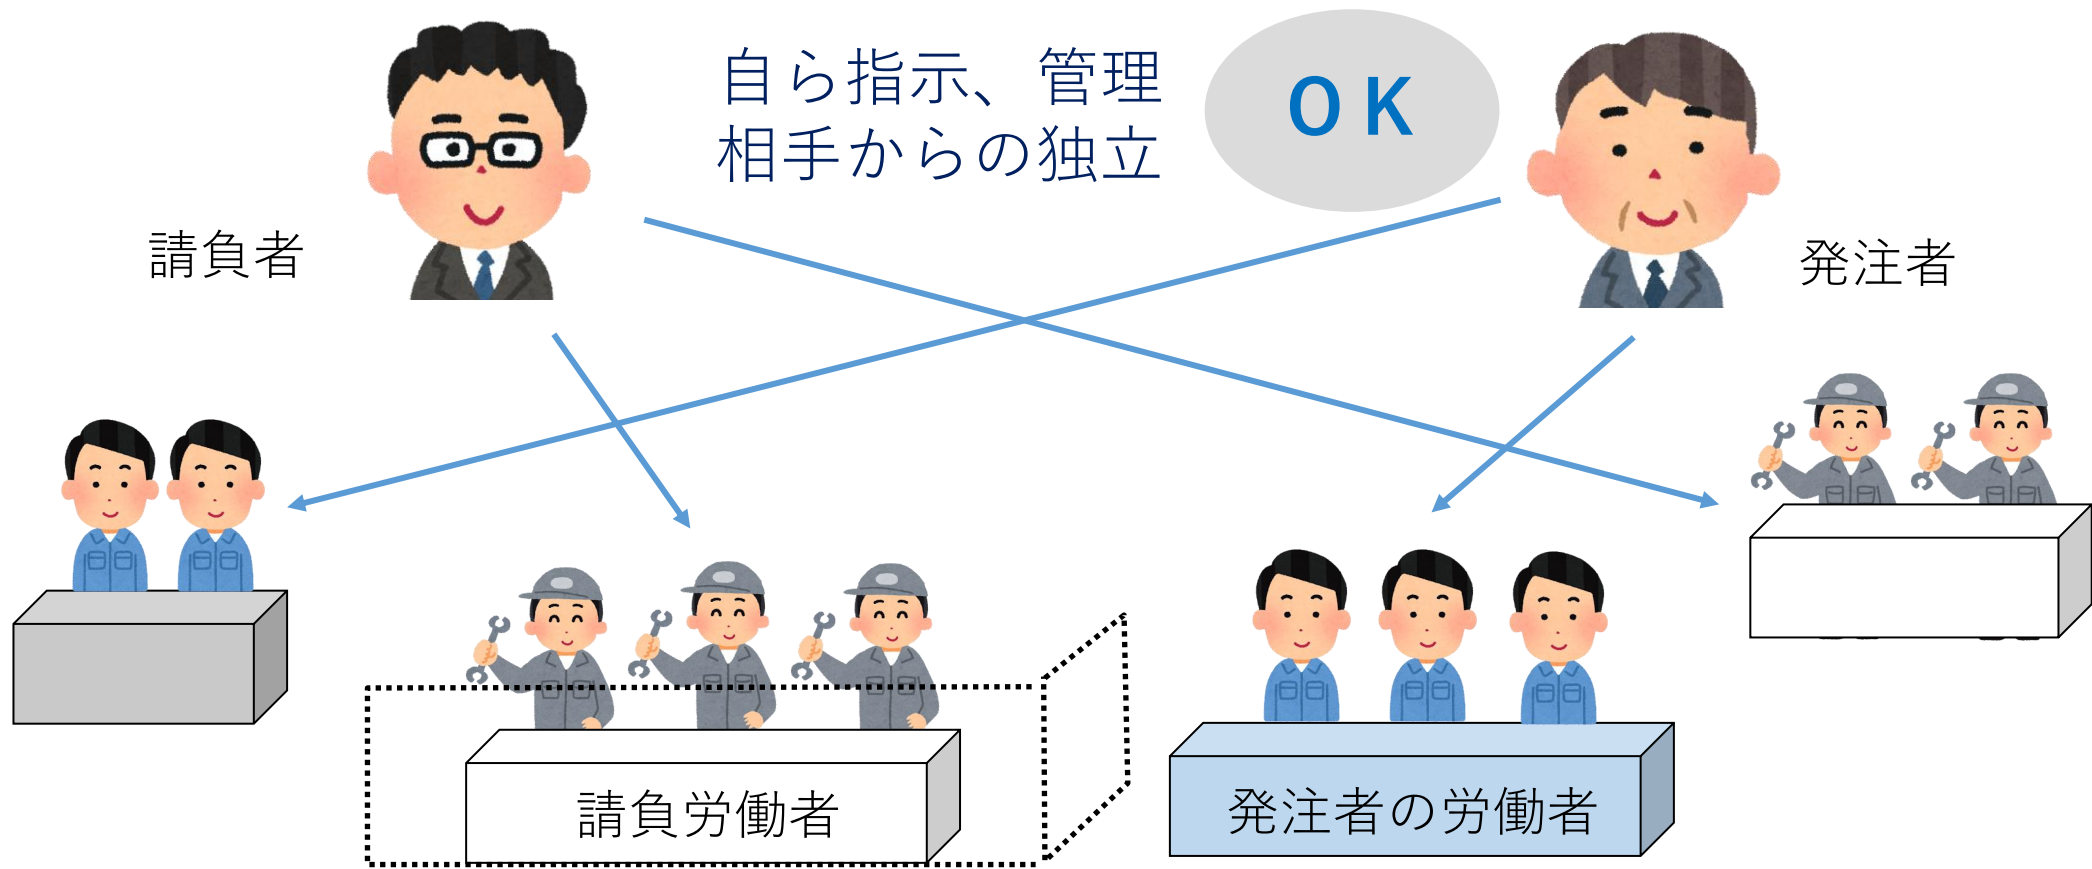 自ら指示、管理
相手からの独立
ＯＫ
請負者
発注者
請負労働者
発注者の労働者